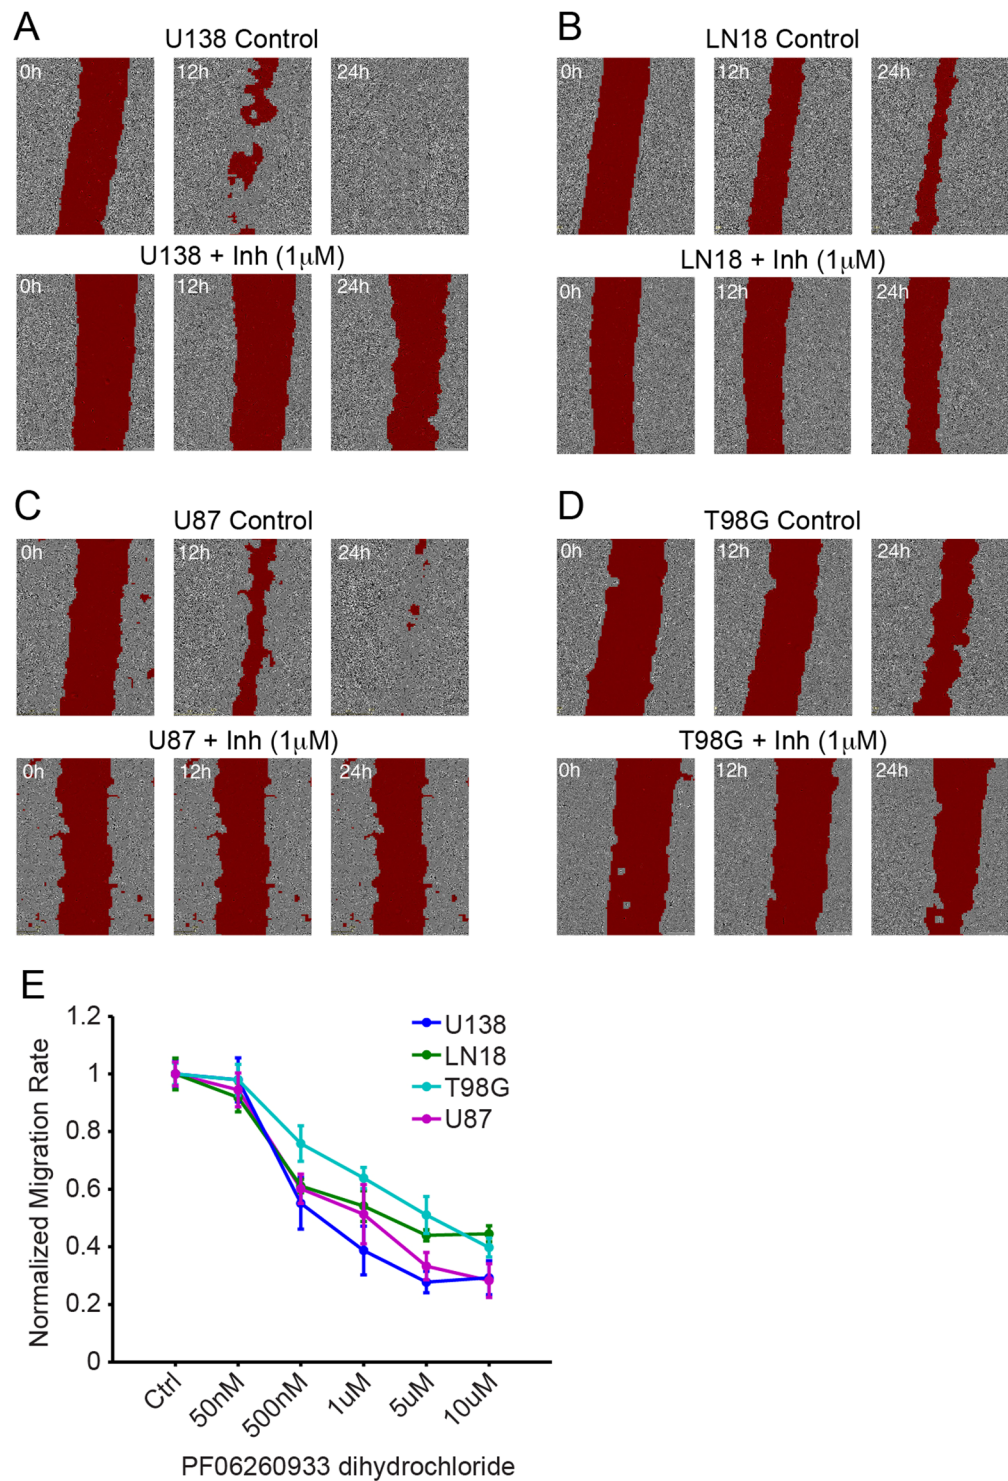 A
U138 Control
0h
12h
24h
U138 + Inh (1μM)
0h
12h
24h
B
LN18 Control
0h
12h
24h
LN18 + Inh (1μM)
0h
12h
24h
C
U87 Control
0h
12h
24h
U87 + Inh (1μM)
0h
12h
24h
D
T98G Control
0h
12h
24h
T98G + Inh (1μM)
0h
12h
24h
E
Normalized Migration Rate
1.2
1
0.8
0.6
0.4
0.2
0
U138
LN18
T98G
U87
Ctrl
50nM
500nM
1uM
5uM
10uM
PF06260933 dihydrochloride